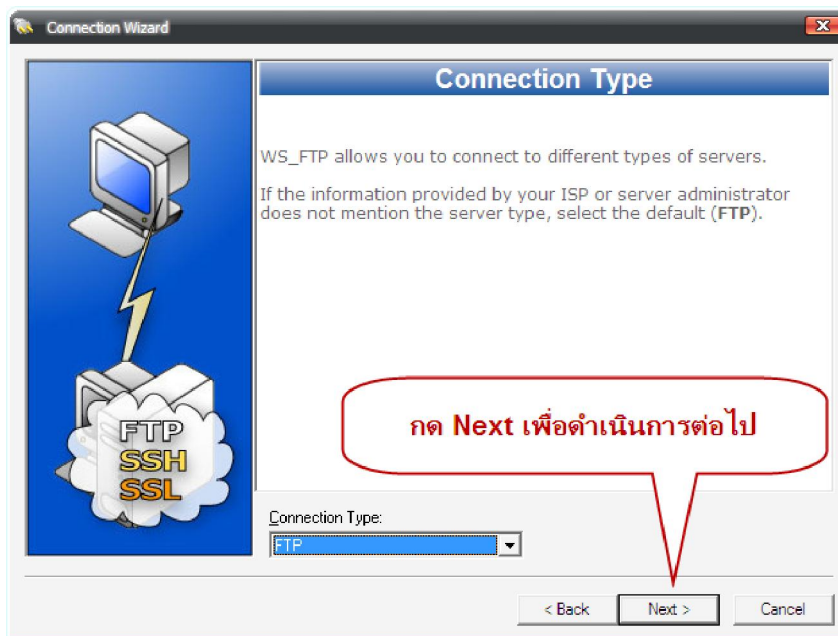 Connection Wizard
Connection Type
WS_FTP allows you to connect to different types of servers.
If the information provided by your ISP or server administrator
does not mention the server type, select the default (FTP).
กด Next เพื่อดำเนินการต่อไป
FTP
SSH
SSL
Connection Type:
FTP
< Back
Next >
Cancel